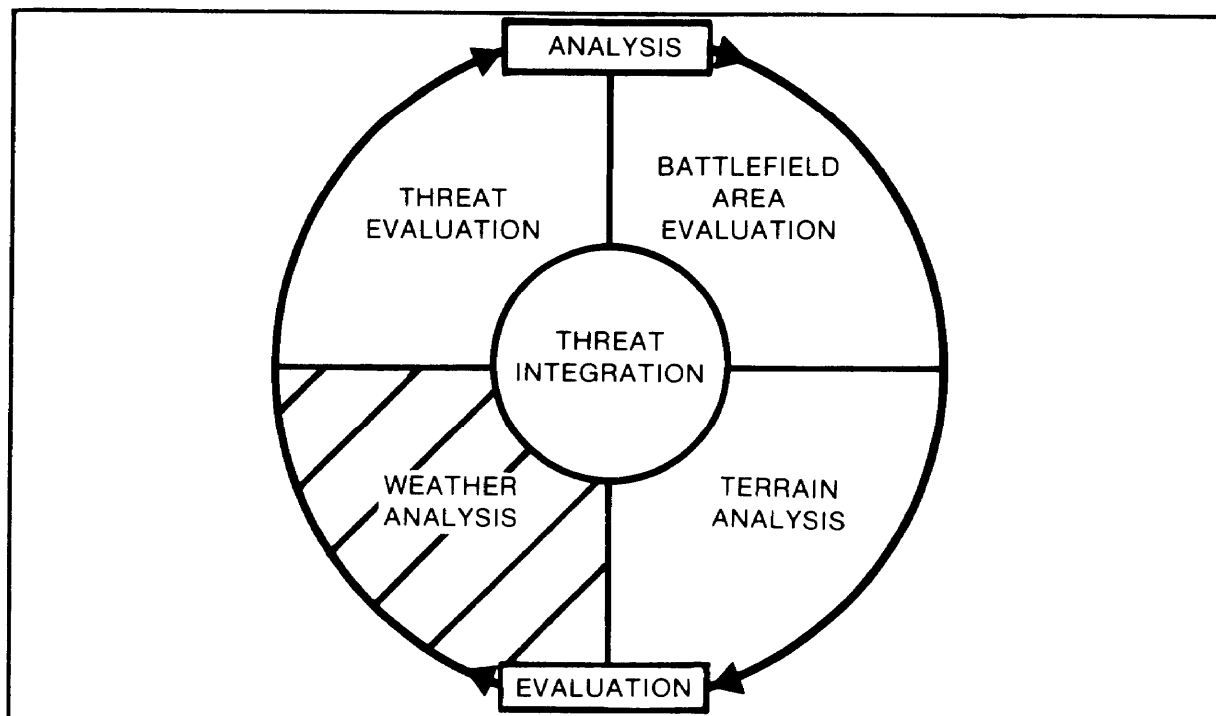 ANALYSIS
THREAT
EVALUATION
BATTLEFIELD
AREA
EVALUATION
THREAT
INTEGRATION
WEATHER
ANALYSIS
TERRAIN
ANALYSIS
EVALUATION